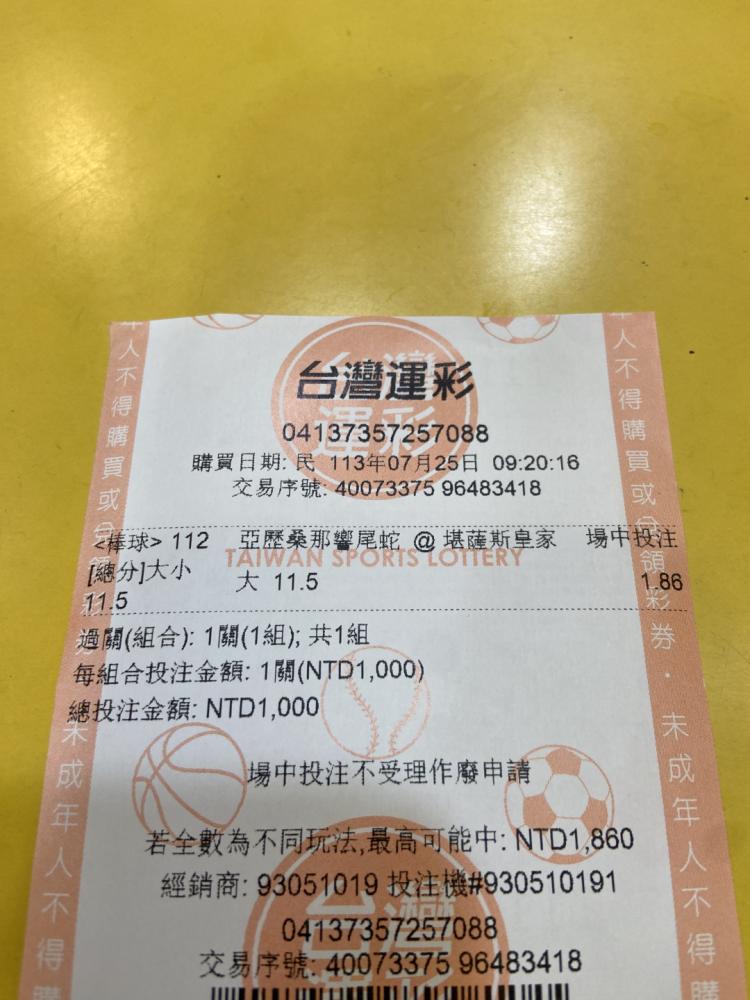 台灣運彩
04137357257088
購買日期: 民 113年07月25日 09:20:16
交易序號: 40073375 96483418
<棒球> 112 亞歷桑那響尾蛇 @ 堪薩斯皇家 場中投注
TAIWAN SPORTS LOTTERY
[總分]大小 大 11.5 1.86
11.5
過關(組合): 1關(1組); 共1組
每組合投注金額: 1關(NTD1,000)
總投注金額: NTD1,000
場中投注不受理作廢申請
若全數為不同玩法,最高可能中: NTD1,860
經銷商: 93051019 投注機#930510191
04137357257088
交易序號: 40073375 96483418
人不得購買或
未成年人不得購
人不得購買或領彩券.未成年人不得購